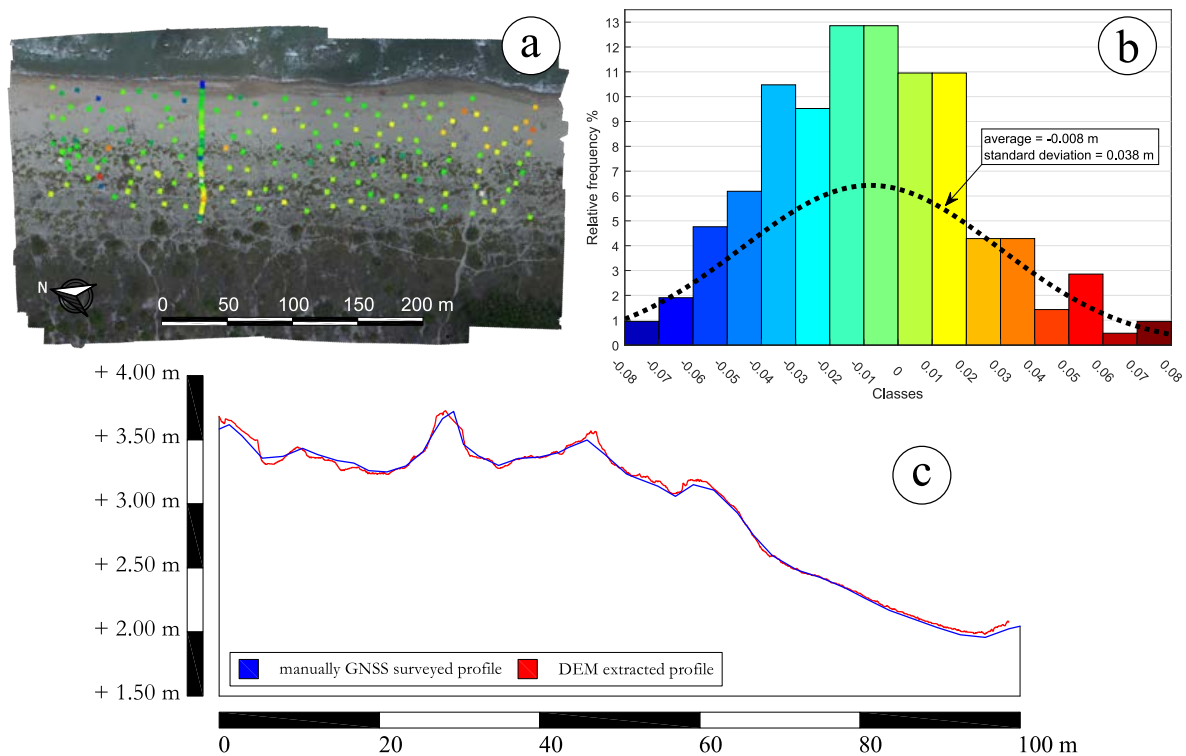 a
N
0 50 100 150 200 m
b
Relative frequency %
13
12
11
10
9
8
7
6
5
4
3
2
1
0
average = -0.008 m
standard deviation = 0.038 m
-0.08 -0.07 -0.06 -0.05 -0.04 -0.03 -0.02 -0.01 0 0.01 0.02 0.03 0.04 0.05 0.06 0.07 0.08
Classes
c
+ 4.00 m
+ 3.50 m
+ 3.00 m
+ 2.50 m
+ 2.00 m
+ 1.50 m
manually GNSS surveyed profile DEM extracted profile
0 20 40 60 80 100 m